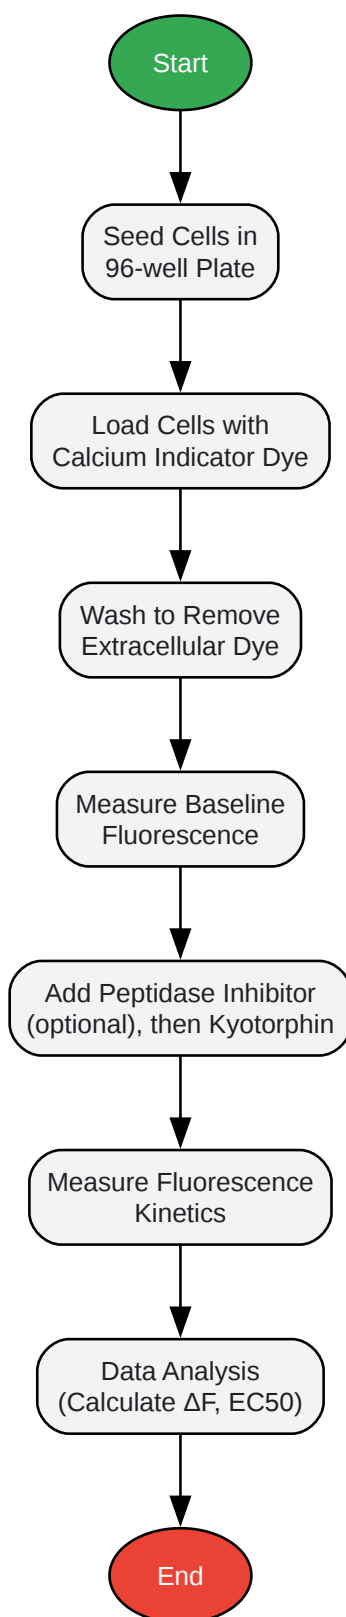 Start
Seed Cells in
96-well Plate
Load Cells with
Calcium Indicator Dye
Wash to Remove
Extracellular Dye
Measure Baseline
Fluorescence
Add Peptidase Inhibitor
(optional), then Kyotorphin
Measure Fluorescence
Kinetics
Data Analysis
(Calculate ΔF, EC50)
End